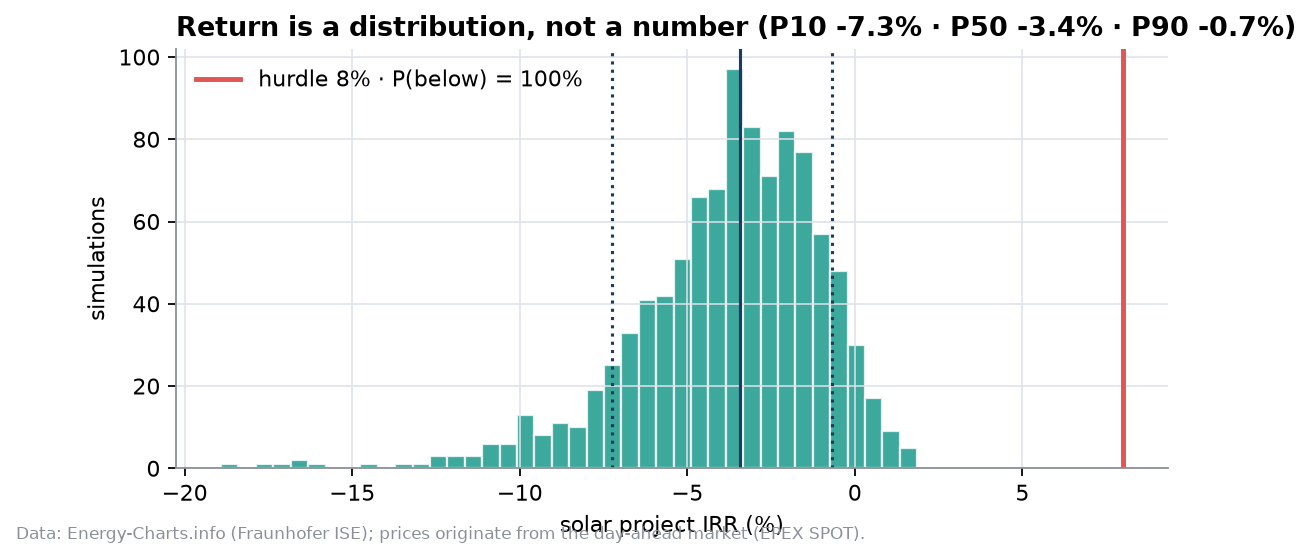 Return is a distribution, not a number (P10 -7.3% · P50 -3.4% · P90 -0.7%)
hurdle 8% · P(below) = 100%
100
80
60
40
20
0
simulations
−20 −15 −10 −5 0 5
solar project IRR (%)
Data: Energy-Charts.info (Fraunhofer ISE); prices originate from the day-ahead market (EPEX SPOT).